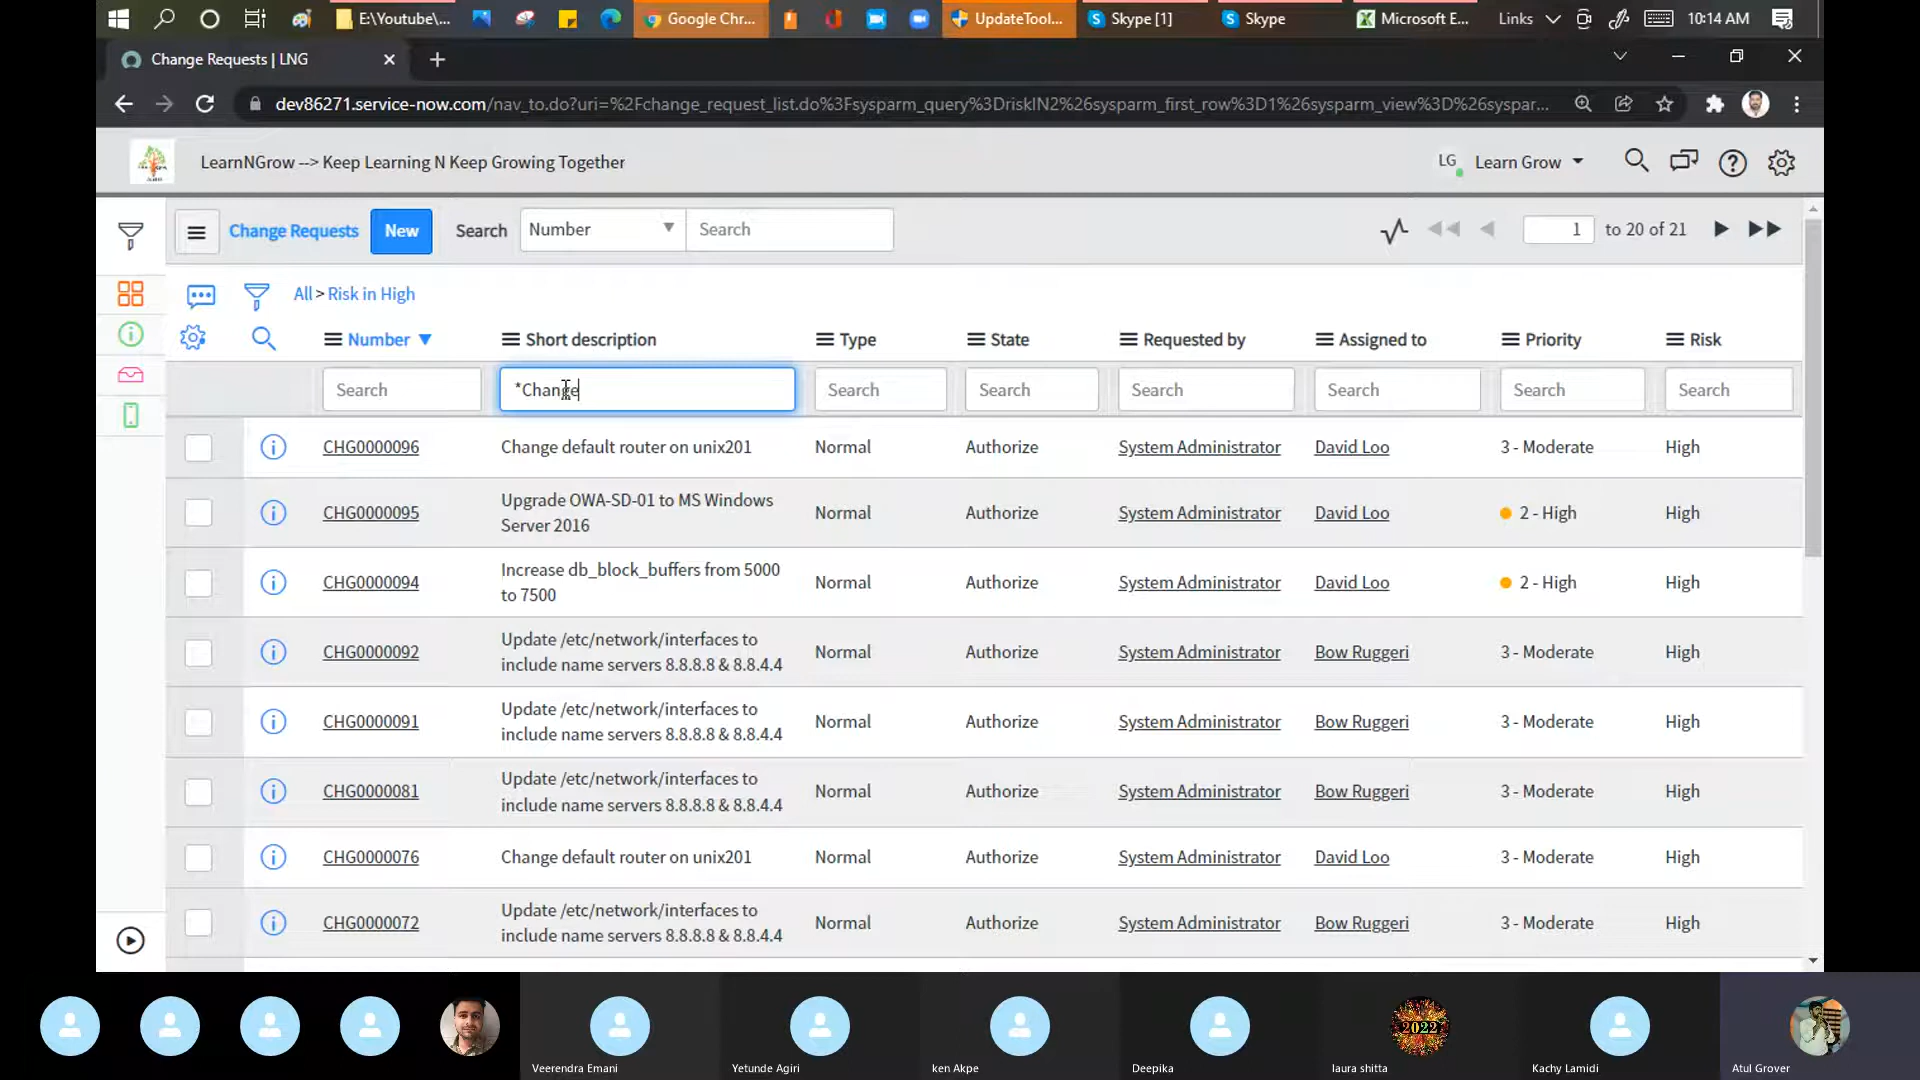 E:\Youtube\...
Google Chr...
UpdateTool...
Skype [1]
Skype
Microsoft E...
Links
10:14 AM
Change Requests | LNG
dev86271.service-now.com/nav_to.do?uri=%2Fchange_request_list.do%3Fsysparm_query%3DriskIN2%26sysparm_first_row%3D1%26sysparm_view%3D%26syspar...
LearnNGrow --> Keep Learning N Keep Growing Together
LG
Learn Grow
Change Requests
New
Search
Number
Search
1
to 20 of 21
All > Risk in High
Number Short description Type State Requested by Assigned to Priority Risk
Search *Change Search Search Search Search Search Search
CHG0000096 Change default router on unix201 Normal Authorize System Administrator David Loo 3 - Moderate High
CHG0000095 Upgrade OWA-SD-01 to MS Windows Normal Authorize System Administrator David Loo 2 - High High
Server 2016
CHG0000094 Increase db_block_buffers from 5000 Normal Authorize System Administrator David Loo 2 - High High
to 7500
CHG0000092 Update /etc/network/interfaces to Normal Authorize System Administrator Bow Ruggeri 3 - Moderate High
include name servers 8.8.8.8 & 8.8.4.4
CHG0000091 Update /etc/network/interfaces to Normal Authorize System Administrator Bow Ruggeri 3 - Moderate High
include name servers 8.8.8.8 & 8.8.4.4
CHG0000081 Update /etc/network/interfaces to Normal Authorize System Administrator Bow Ruggeri 3 - Moderate High
include name servers 8.8.8.8 & 8.8.4.4
CHG0000076 Change default router on unix201 Normal Authorize System Administrator David Loo 3 - Moderate High
CHG0000072 Update /etc/network/interfaces to Normal Authorize System Administrator Bow Ruggeri 3 - Moderate High
include name servers 8.8.8.8 & 8.8.4.4
2022
Veerendra Emani
Yetunde Agiri
ken Akpe
Deepika
laura shitta
Kachy Lamidi
Atul Grover